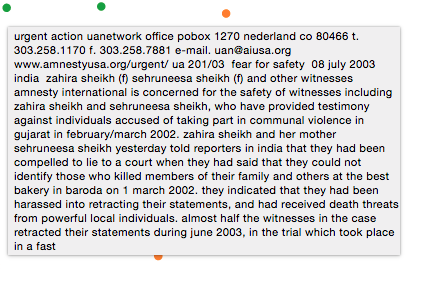 urgent action uanetwork office pobox 1270 nederland co 80466 t.
303.258.1170 f. 303.258.7881 e-mail. uan@aiusa.org
www.amnestyusa.org/urgent/ ua 201/03  fear for safety  08 july 2003
india  zahira sheikh (f) sehruneesa sheikh (f) and other witnesses
amnesty international is concerned for the safety of witnesses including
zahira sheikh and sehruneesa sheikh, who have provided testimony
against individuals accused of taking part in communal violence in
gujarat in february/march 2002. zahira sheikh and her mother
sehruneesa sheikh yesterday told reporters in india that they had been
compelled to lie to a court when they had said that they could not
identify those who killed members of their family and others at the best
bakery in baroda on 1 march 2002. they indicated that they had been
harassed into retracting their statements, and had received death threats
from powerful local individuals. almost half the witnesses in the case
retracted their statements during june 2003, in the trial which took place
in a fast